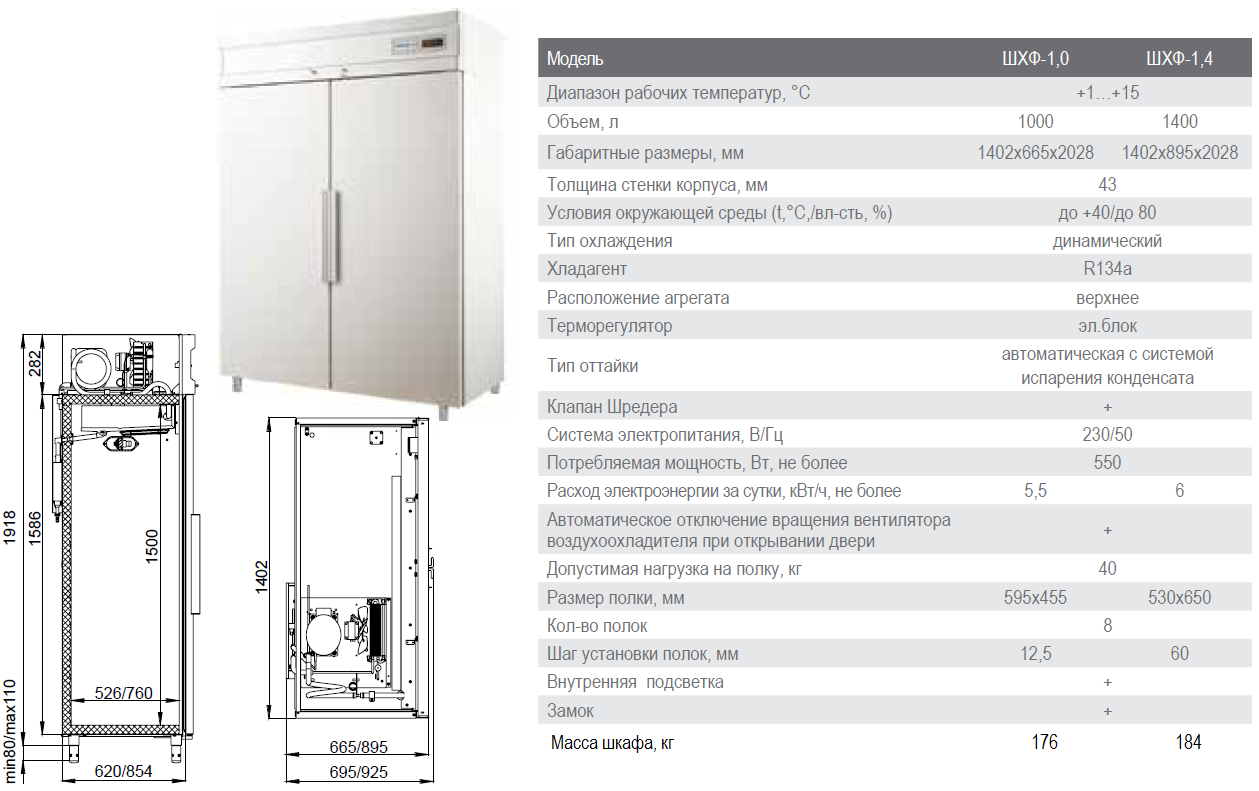 Модель ШХФ-1,0 ШХФ-1,4
Диапазон рабочих температур, °C +1…+15
Объем, л 1000 1400
Габаритные размеры, мм 1402x665x2028 1402x895x2028
Толщина стенки корпуса, мм 43
Условия окружающей среды (t,°C,/вл-сть, %) до +40/до 80
Тип охлаждения динамический
Хладагент R134a
Расположение агрегата верхнее
Терморегулятор эл.блок
Тип оттайки автоматическая с системой
испарения конденсата
Клапан Шредера +
Система электропитания, В/Гц 230/50
Потребляемая мощность, Вт, не более 550
Расход электроэнергии за сутки, кВт/ч, не более 5,5 6
Автоматическое отключение вращения вентилятора
воздухоохладителя при открывании двери +
Допустимая нагрузка на полку, кг 40
Размер полки, мм 595x455 530x650
Кол-во полок 8
Шаг установки полок, мм 12,5 60
Внутренняя подсветка +
Замок +
Масса шкафа, кг 176 184
282
1918
1586
1500
526/760
min80/max110
620/854
1402
665/895
695/925